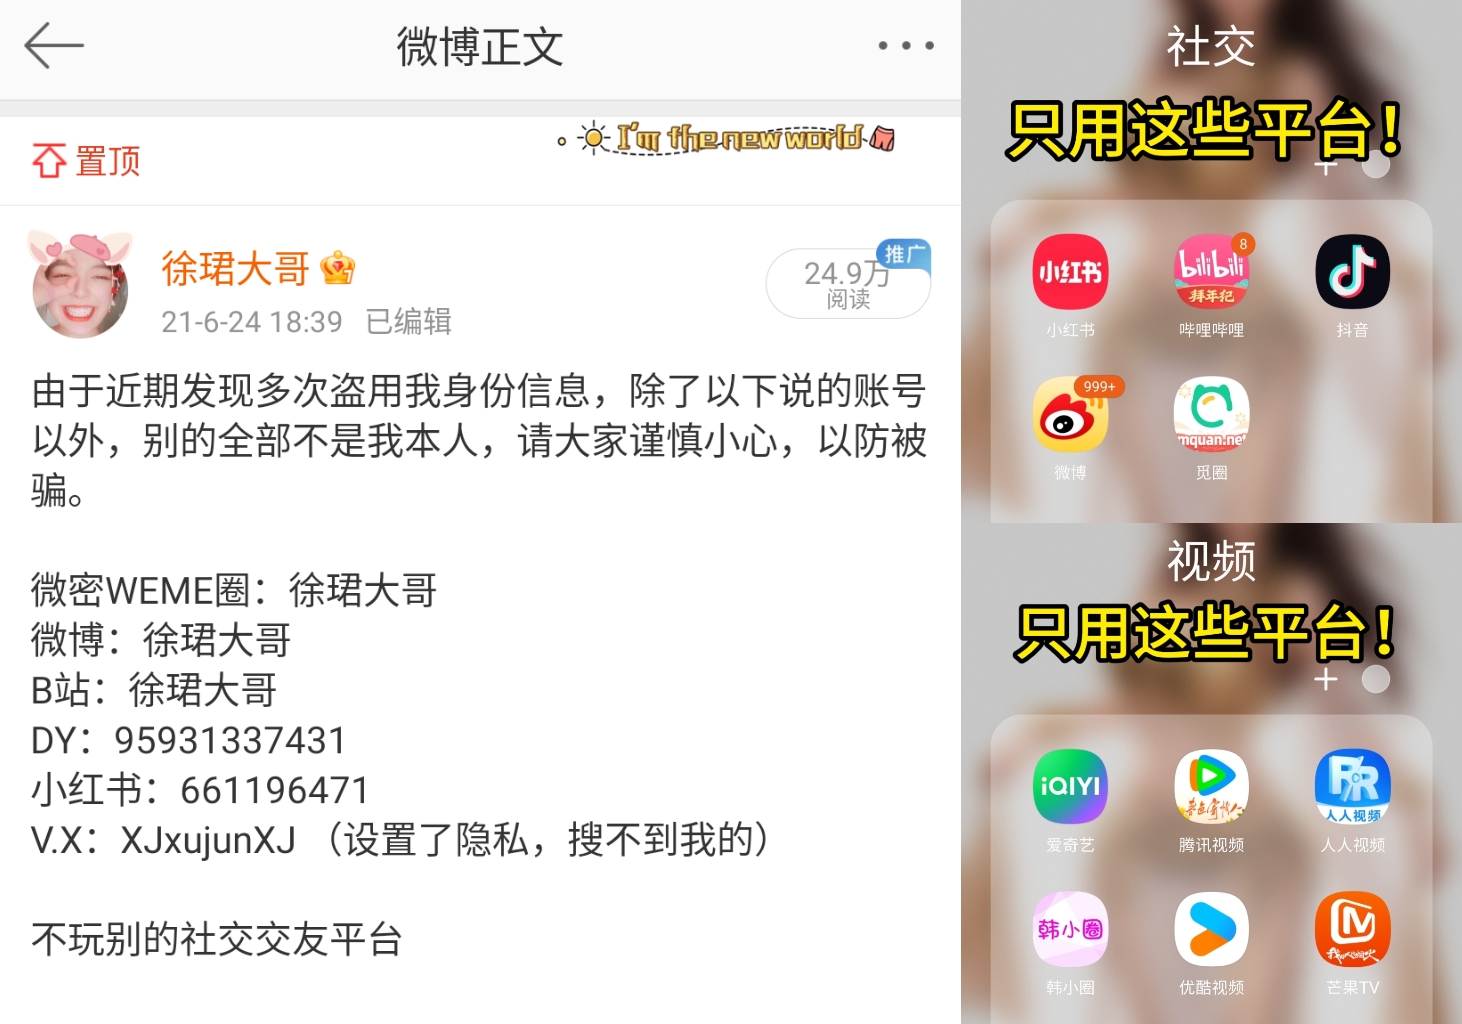 微博正文
I'm the new world
置顶
徐珺大哥
推广
24.9万
阅读
21-6-24 18:39 已编辑
由于近期发现多次盗用我身份信息，除了以下说的账号
以外，别的全部不是我本人，请大家谨慎小心，以防被
骗。
微密WEME圈：徐珺大哥
微博：徐珺大哥
B站：徐珺大哥
DY：95931337431
小红书：661196471
V.X：XJxujunXJ （设置了隐私，搜不到我的）
不玩别的社交交友平台
社交
只用这些平台！
小红书
bilibili
8
拜年纪
小红书
哔哩哔哩
抖音
999+
mquan.net
微博
觅圈
视频
只用这些平台！
iQIYI
RR
人人视频
爱奇艺
腾讯视频
人人视频
韩小圈
韩小圈
优酷视频
芒果TV